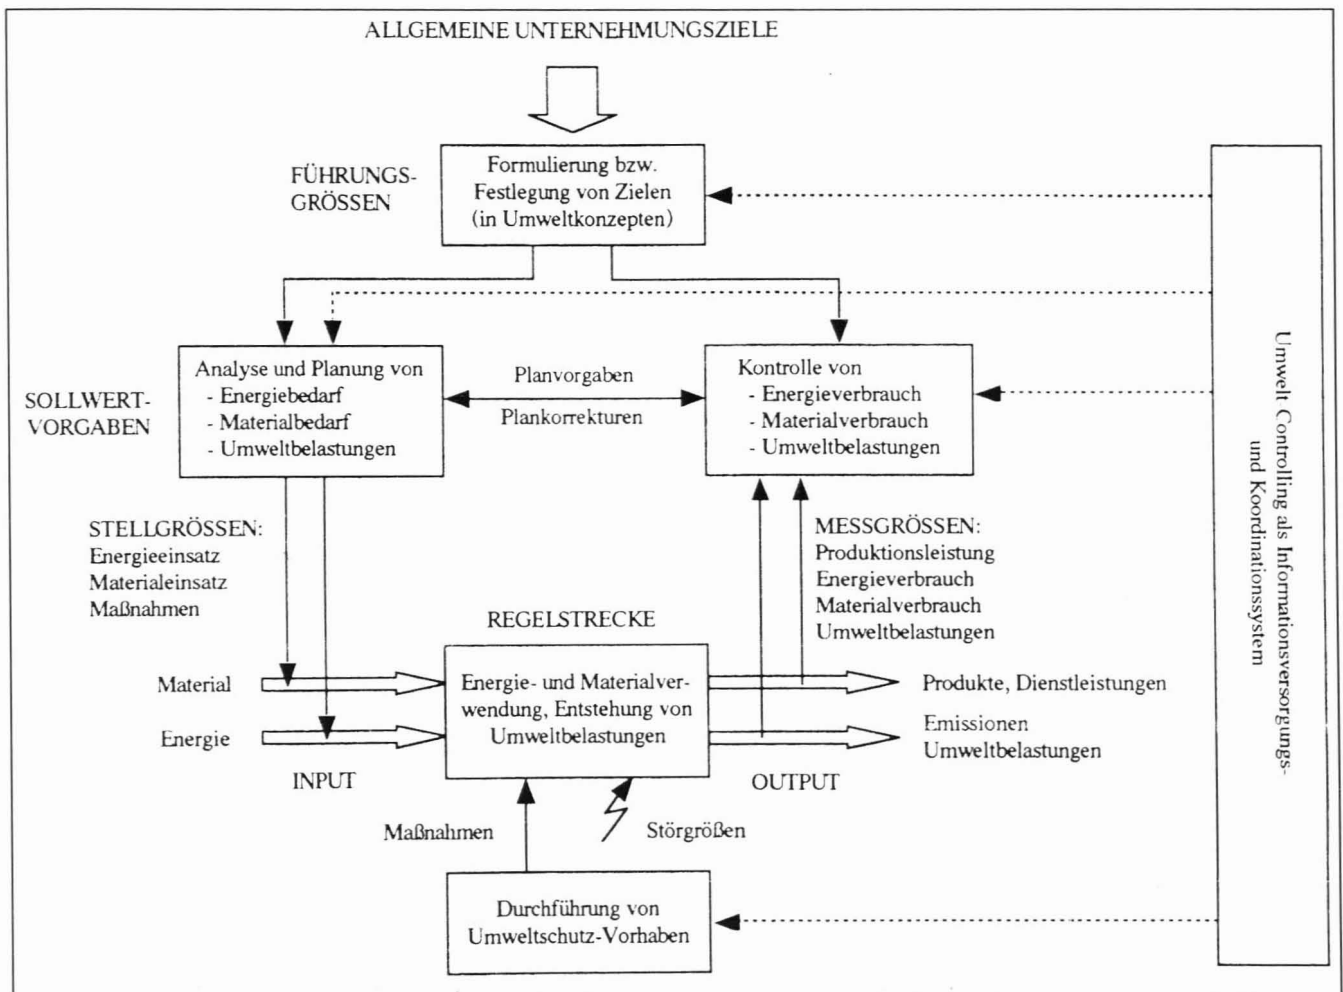 ALLGEMEINE UNTERNEHMUNGSZIELE
FÜHRUNGS-
GRÖSSEN
Formulierung bzw.
Festlegung von Zielen
(in Umweltkonzepten)
SOLLWERT-
VORGABEN
Analyse und Planung von
- Energiebedarf
- Materialbedarf
- Umweltbelastungen
Planvorgaben
Plankorrekturen
Kontrolle von
- Energieverbrauch
- Materialverbrauch
- Umweltbelastungen
STELLGRÖSSEN:
Energieeinsatz
Materialeinsatz
Maßnahmen
MESSGRÖSSEN:
Produktionsleistung
Energieverbrauch
Materialverbrauch
Umweltbelastungen
REGELSTRECKE
Material
Energie
INPUT
Energie- und Materialver-
wendung, Entstehung von
Umweltbelastungen
OUTPUT
Produkte, Dienstleistungen
Emissionen
Umweltbelastungen
Maßnahmen
Störgrößen
Durchführung von
Umweltschutz-Vorhaben
Umwelt Controlling als Informationsversorgungs-
und Koordinationssystem